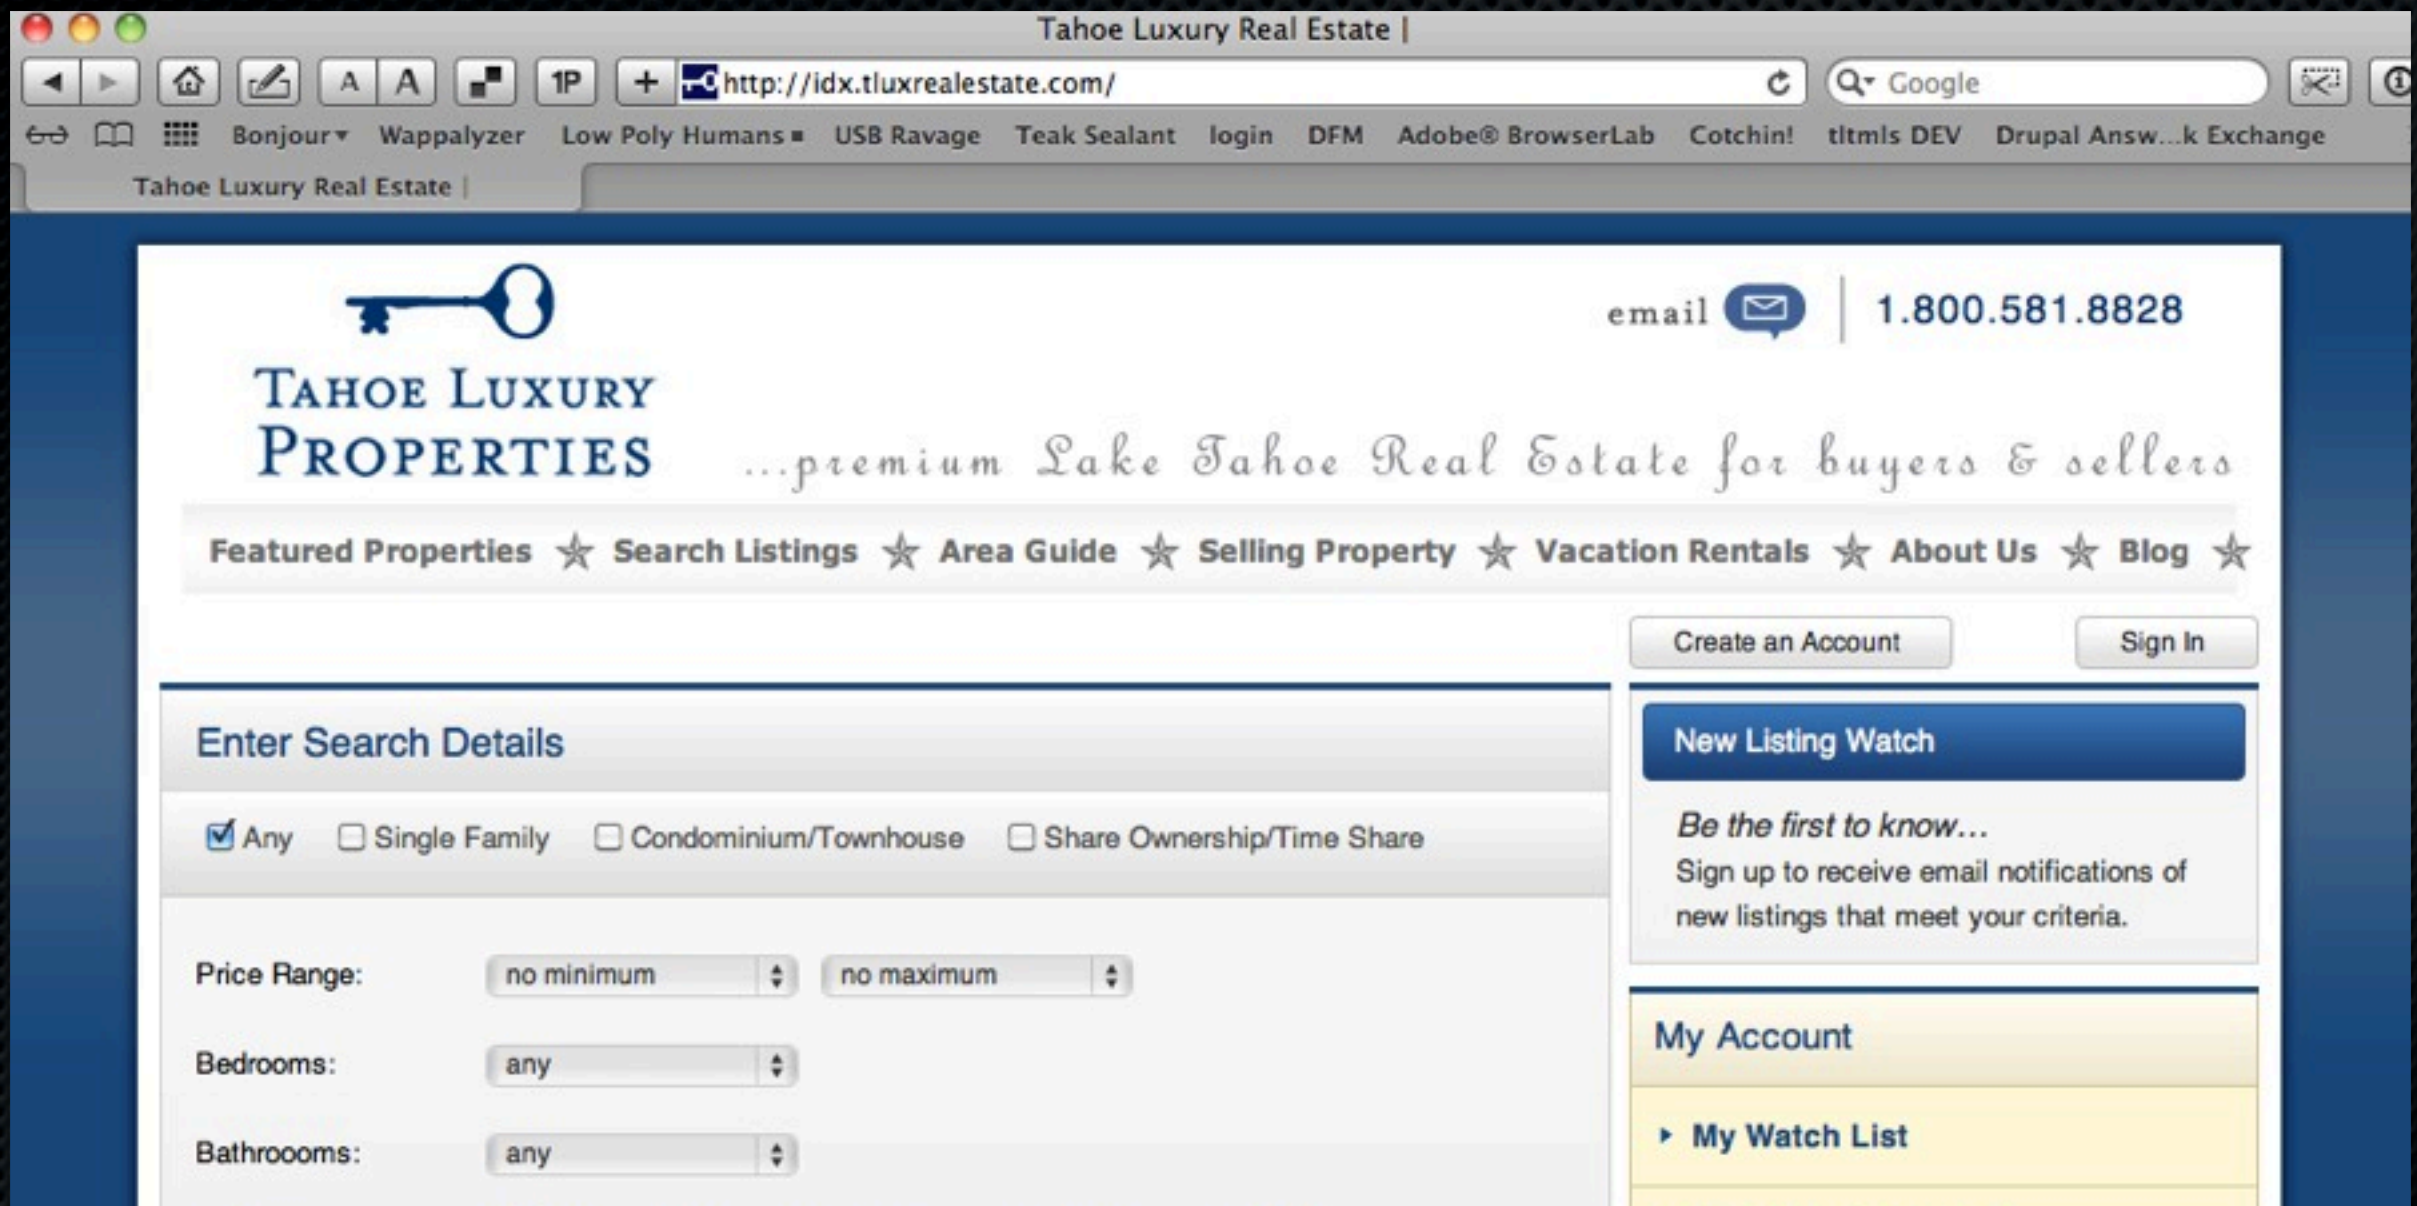 Tahoe Luxury Real Estate |
A A 1P + http://idx.tluxrealestate.com/ Google
Bonjour Wappalyzer Low Poly Humans USB Ravage Teak Sealant login DFM Adobe® BrowserLab Cotchin! tltmls DEV Drupal Answ...k Exchange
Tahoe Luxury Real Estate |
email 1.800.581.8828
TAHOE LUXURY
PROPERTIES
...premium Lake Tahoe Real Estate for buyers & sellers
Featured Properties Search Listings Area Guide Selling Property Vacation Rentals About Us Blog
Create an Account Sign In
Enter Search Details
Any Single Family Condominium/Townhouse Share Ownership/Time Share
Price Range: no minimum no maximum
Bedrooms: any
Bathroooms: any
New Listing Watch
Be the first to know...
Sign up to receive email notifications of
new listings that meet your criteria.
My Account
My Watch List